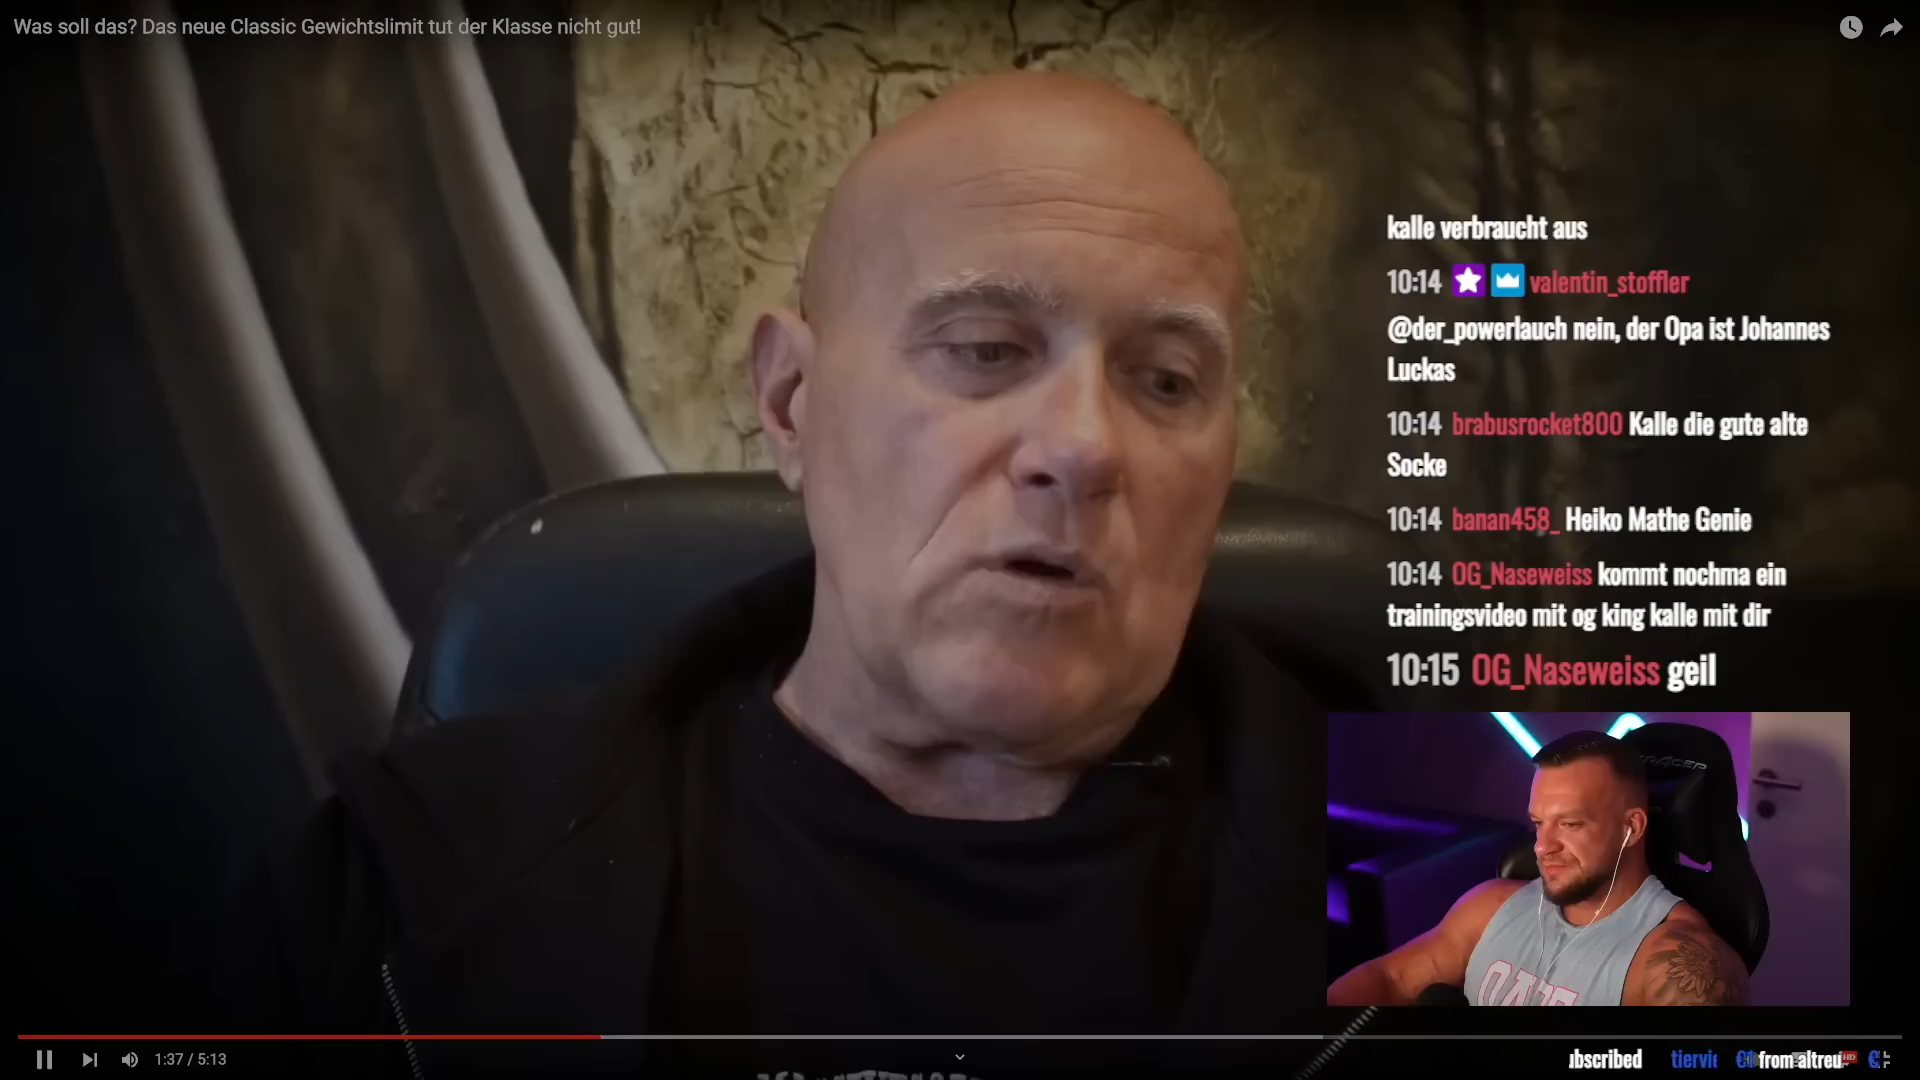 Was soll das? Das neue Classic Gewichtslimit tut der Klasse nicht gut!
kalle verbraucht aus
10:14 valentin_stoffler
@der_powerlauch nein, der Opa ist Johannes
Luckas
10:14 brabusrocket800 Kalle die gute alte
Socke
10:14 banan458_ Heiko Mathe Genie
10:14 OG_Naseweiss kommt nochma ein
trainingsvideo mit og king kalle mit dir
10:15 OG_Naseweiss geil
1:37 / 5:13
from altreu
HD